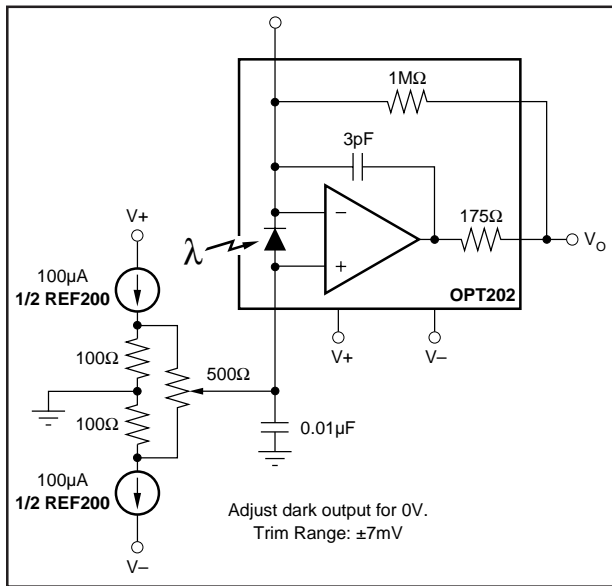 1MΩ
3pF
V+
λ
175Ω
VO
100µA
1/2 REF200
OPT202
100Ω
500Ω
V+
V–
100Ω
0.01µF
100µA
1/2 REF200
V–
Adjust dark output for 0V.
Trim Range: ±7mV
–
+